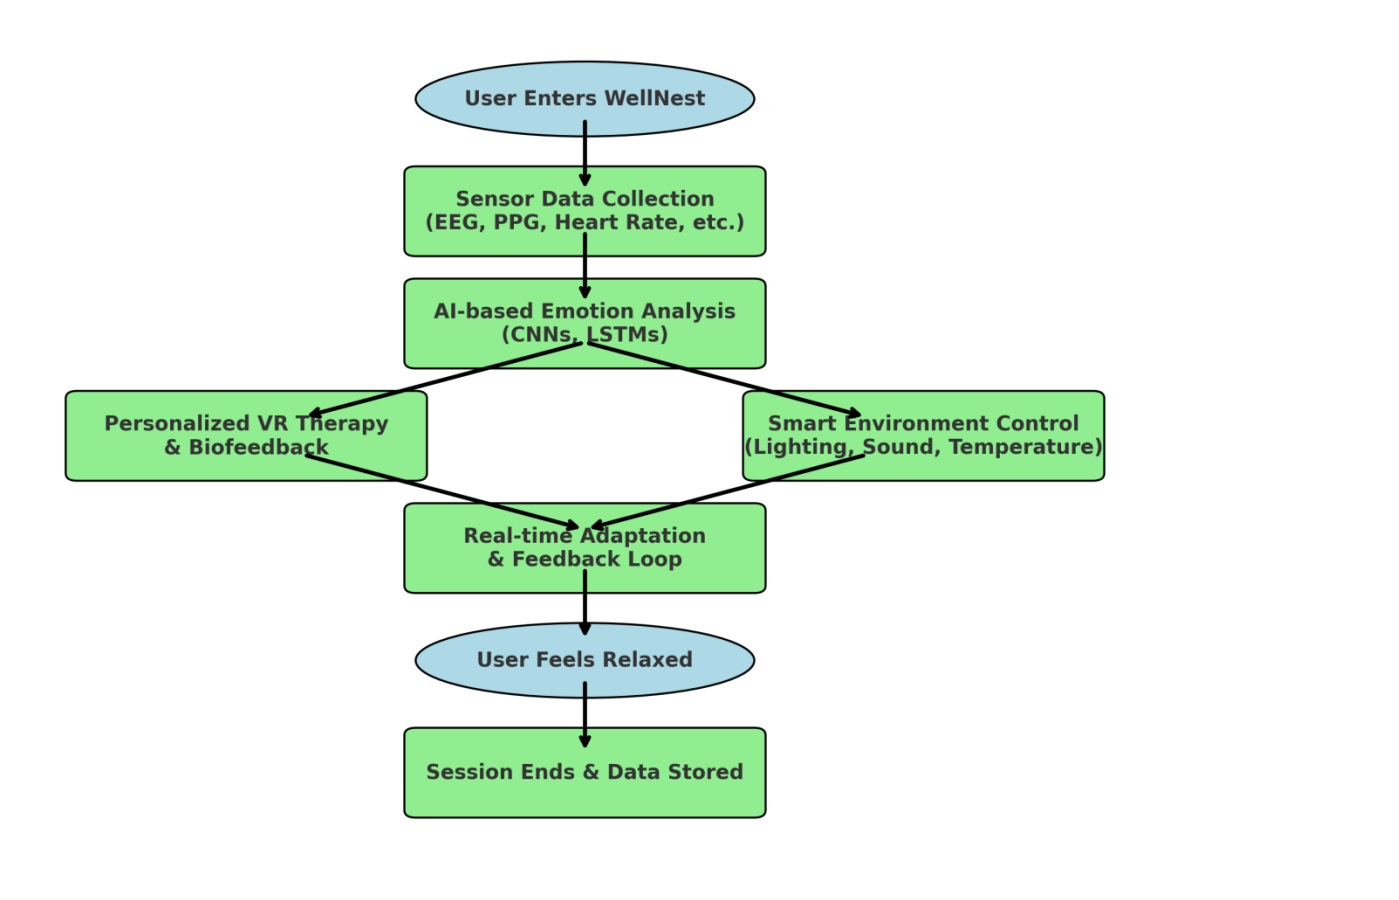 User Enters WellNest
Sensor Data Collection
(EEG, PPG, Heart Rate, etc.)
AI-based Emotion Analysis
(CNNs, LSTMs)
Personalized VR Therapy
& Biofeedback
Smart Environment Control
(Lighting, Sound, Temperature)
Real-time Adaptation
& Feedback Loop
User Feels Relaxed
Session Ends & Data Stored